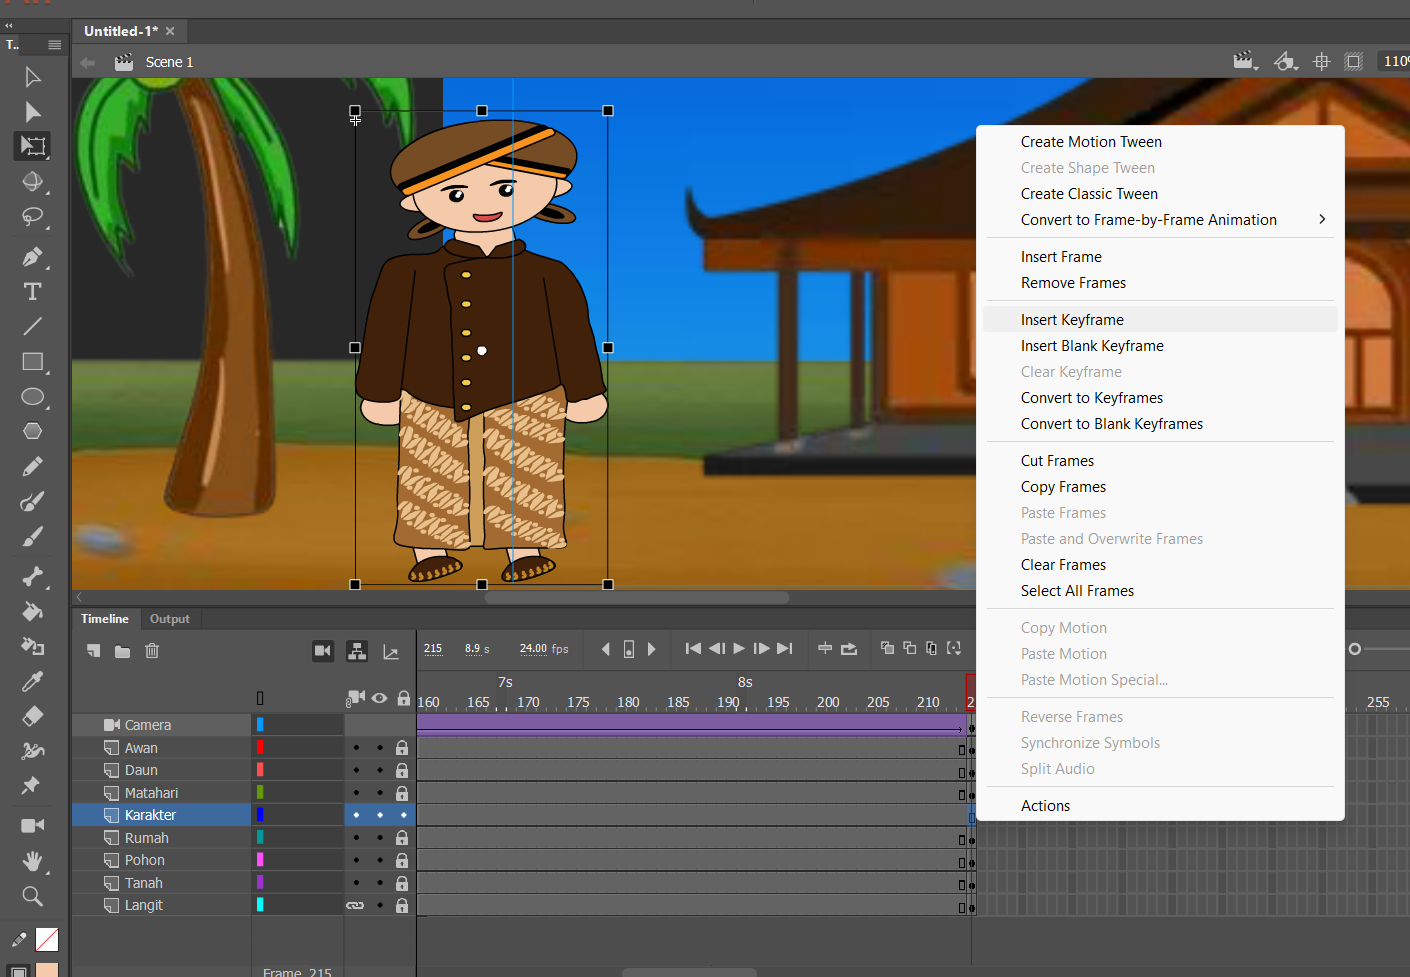 Untitled-1* ×
T..
Scene 1
110%
Create Motion Tween
Create Shape Tween
Create Classic Tween
Convert to Frame-by-Frame Animation
Insert Frame
Remove Frames
Insert Keyframe
Insert Blank Keyframe
Clear Keyframe
Convert to Keyframes
Convert to Blank Keyframes
Cut Frames
Copy Frames
Paste Frames
Paste and Overwrite Frames
Clear Frames
Select All Frames
Copy Motion
Paste Motion
Paste Motion Special...
Reverse Frames
Synchronize Symbols
Split Audio
Actions
Timeline Output
215 8.9 s 24.00 fps
7s 8s
160 165 170 175 180 185 190 195 200 205 210 2 255
Camera
Awan
Daun
Matahari
Karakter
Rumah
Pohon
Tanah
Langit
Frame 215